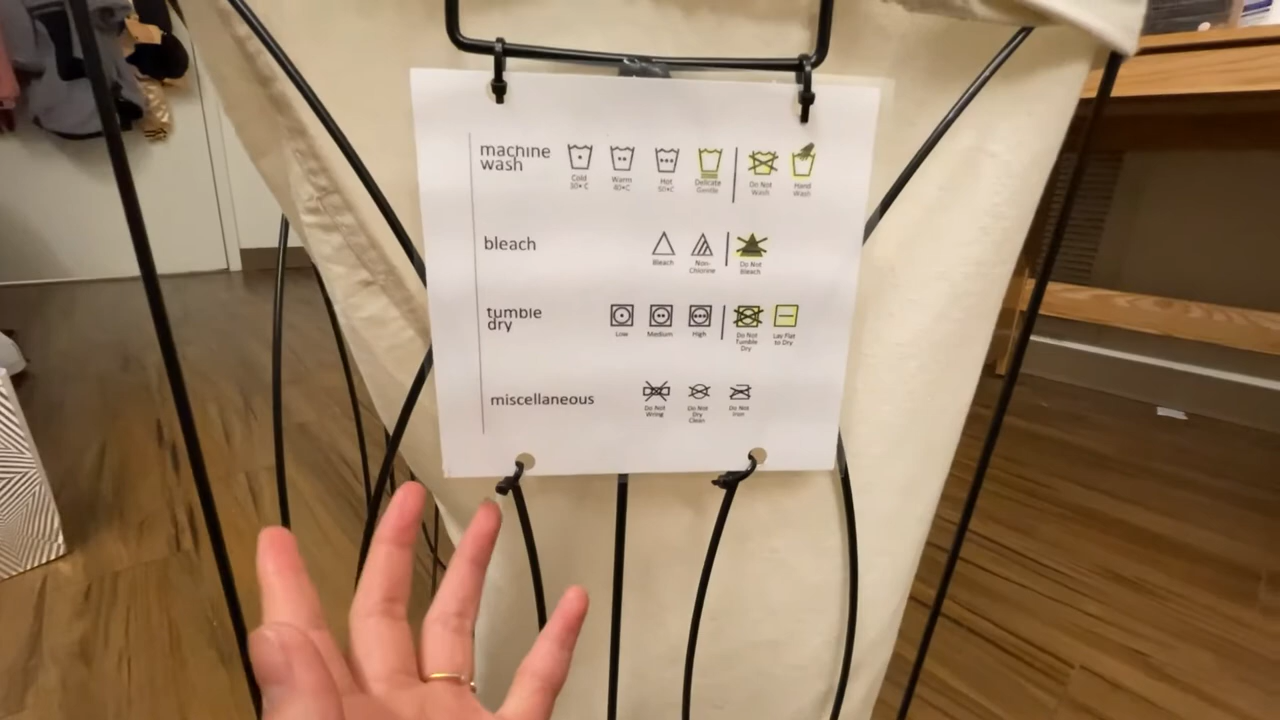 machine
wash
Cold
30• C
Warm
40•C
Hot
50•C
Delicate
Gentle
Do Not
Wash
Hand
Wash
bleach
Bleach
Non-
Chlorine
Do Not
Bleach
tumble
dry
Low
Medium
High
Do Not
Tumble
Dry
Lay Flat
to Dry
miscellaneous
Do Not
Wring
Do Not
Dry
Clean
Do Not
Iron